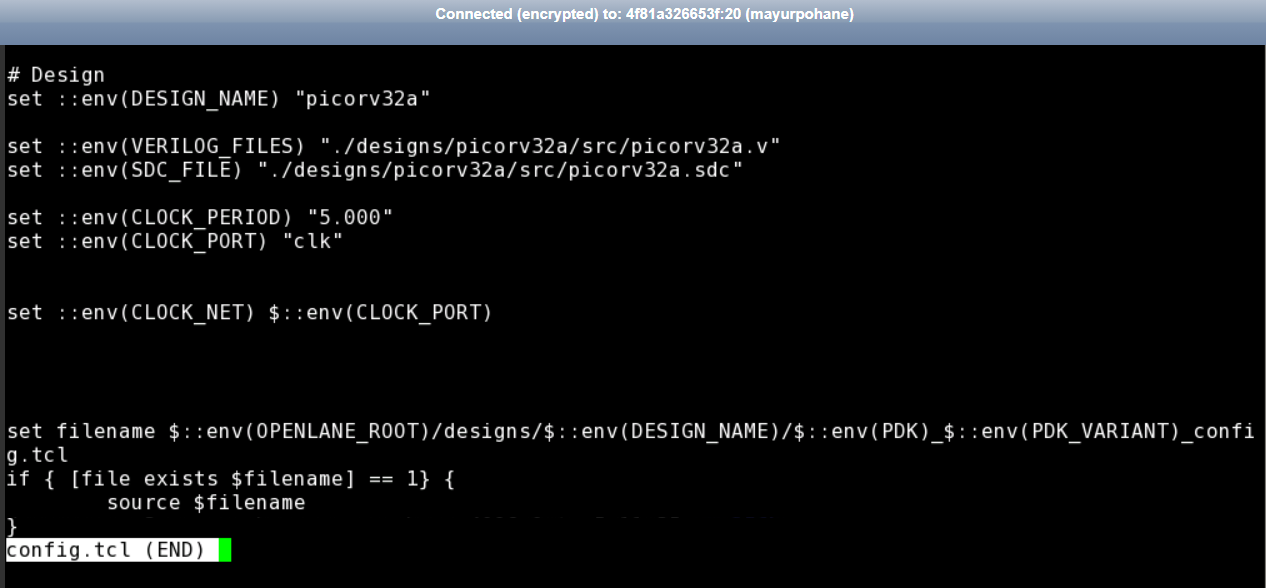 Connected (encrypted) to: 4f81a326653f:20 (mayurpohane)
# Design
set ::env(DESIGN_NAME) "picorv32a"
set ::env(VERILOG_FILES) "./designs/picorv32a/src/picorv32a.v"
set ::env(SDC_FILE) "./designs/picorv32a/src/picorv32a.sdc"
set ::env(CLOCK_PERIOD) "5.000"
set ::env(CLOCK_PORT) "clk"
set ::env(CLOCK_NET) $::env(CLOCK_PORT)
set filename $::env(OPENLANE_ROOT)/designs/$::env(DESIGN_NAME)/$::env(PDK)_$::env(PDK_VARIANT)_confi
g.tcl
if { [file exists $filename] == 1} {
        source $filename
}
config.tcl (END)